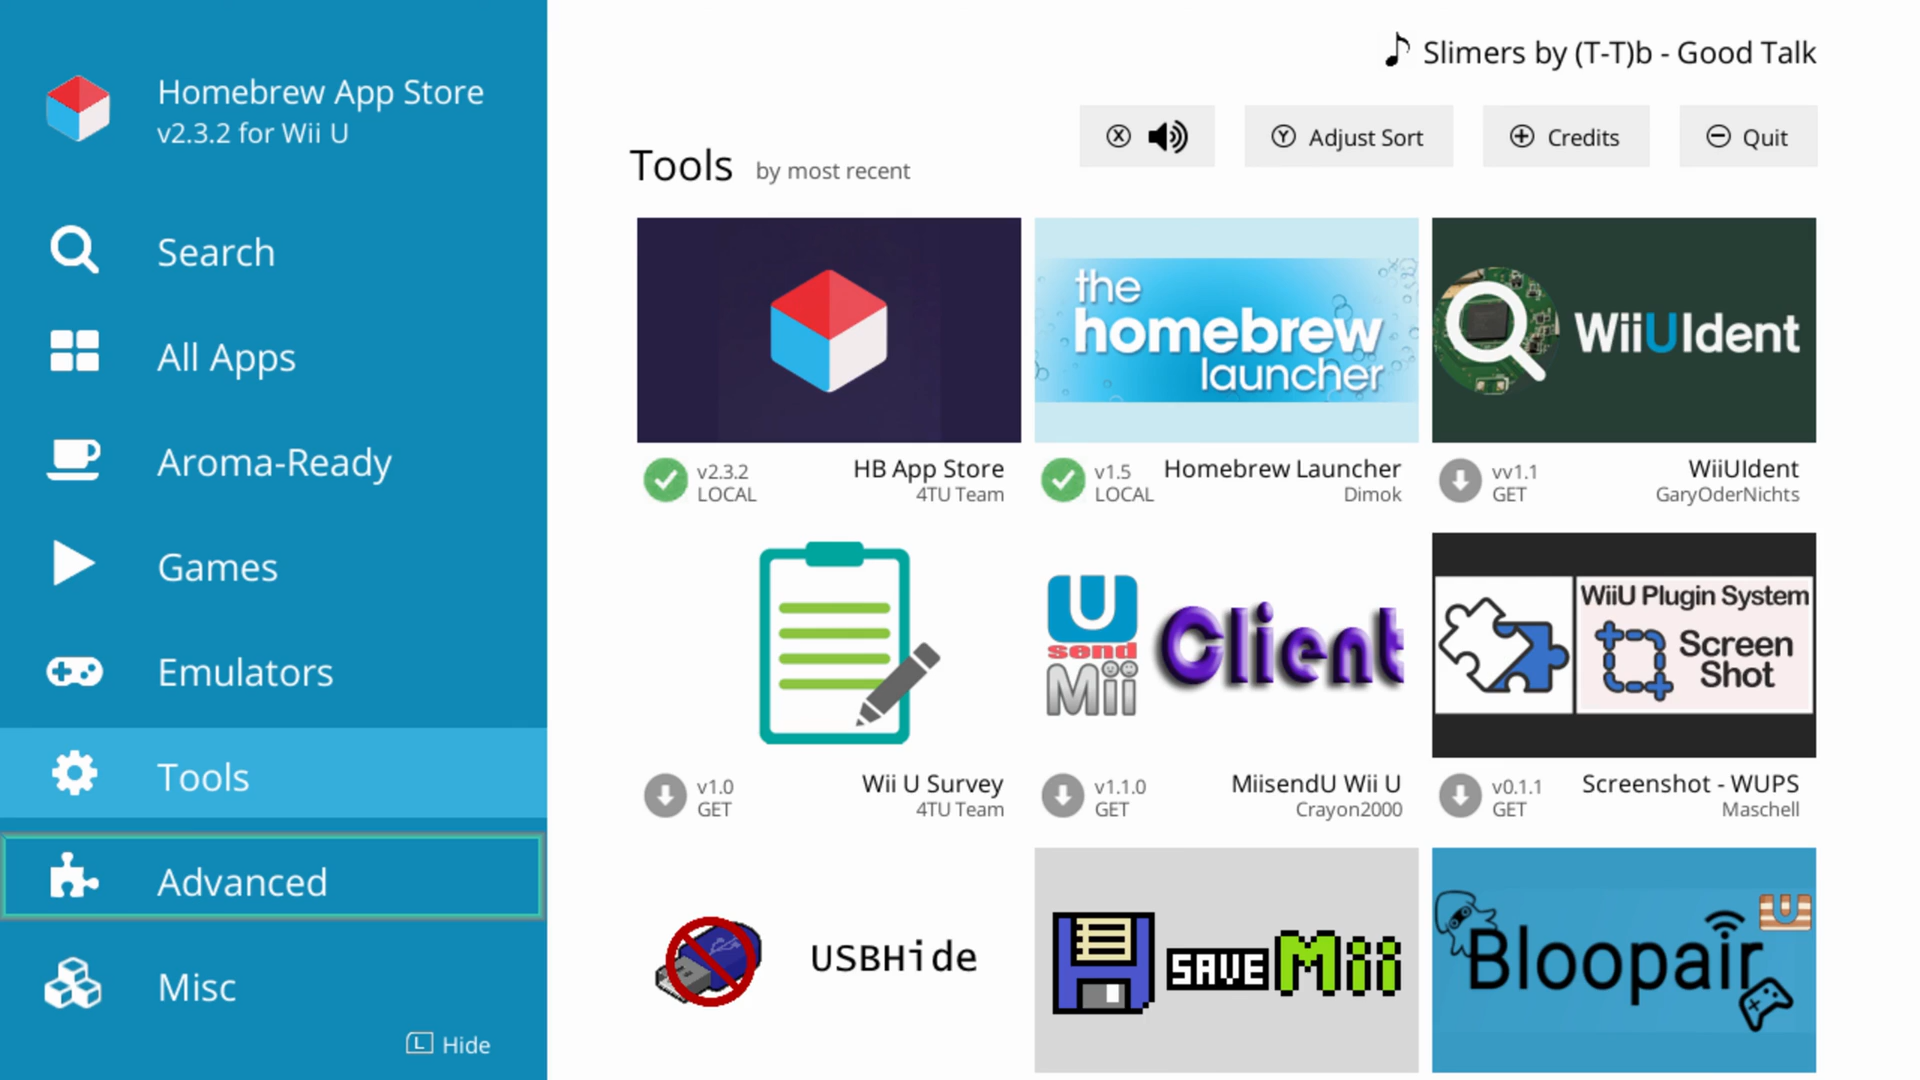 Homebrew App Store
v2.3.2 for Wii U
Search
All Apps
Aroma-Ready
Games
Emulators
Tools
Advanced
Misc
L Hide
♪ Slimers by (T-T)b - Good Talk
X
Y Adjust Sort
+ Credits
− Quit
Tools by most recent
v2.3.2
LOCAL
HB App Store
4TU Team
the
homebrew
launcher
v1.5
LOCAL
Homebrew Launcher
Dimok
WiiUIdent
vv1.1
GET
WiiUIdent
GaryOderNichts
v1.0
GET
Wii U Survey
4TU Team
U
send
Mii
Client
v1.1.0
GET
MiisendU Wii U
Crayon2000
WiiU Plugin System
Screen
Shot
v0.1.1
GET
Screenshot - WUPS
Maschell
USBHide
SAVE Mii
U
Bloopair